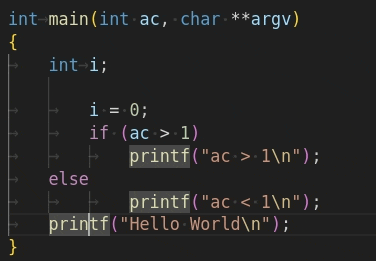 int main(int ac, char **argv)
{
    int i;

        i = 0;
        if (ac > 1)
            printf("ac > 1\n");
    else
            printf("ac < 1\n");
    printf("Hello World\n");
}